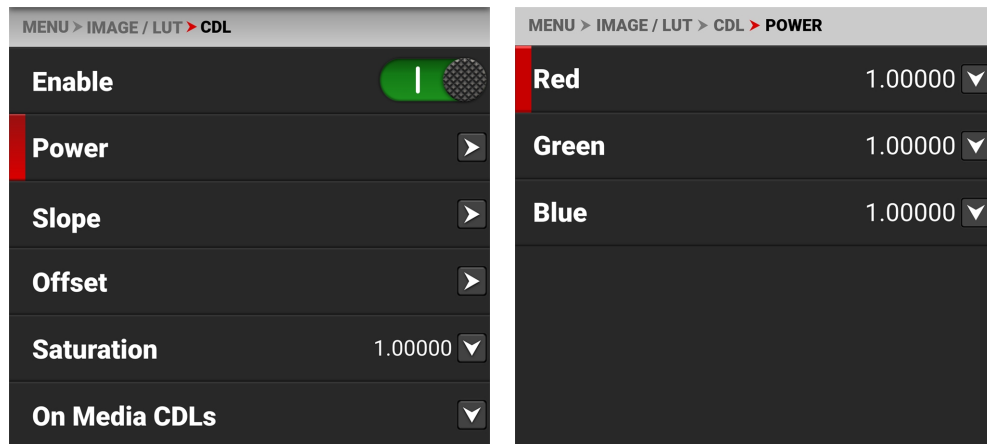 MENU > IMAGE / LUT > CDL
Enable
Power
Slope
Offset
Saturation 1.00000
On Media CDLs
MENU > IMAGE / LUT > CDL > POWER
Red 1.00000
Green 1.00000
Blue 1.00000